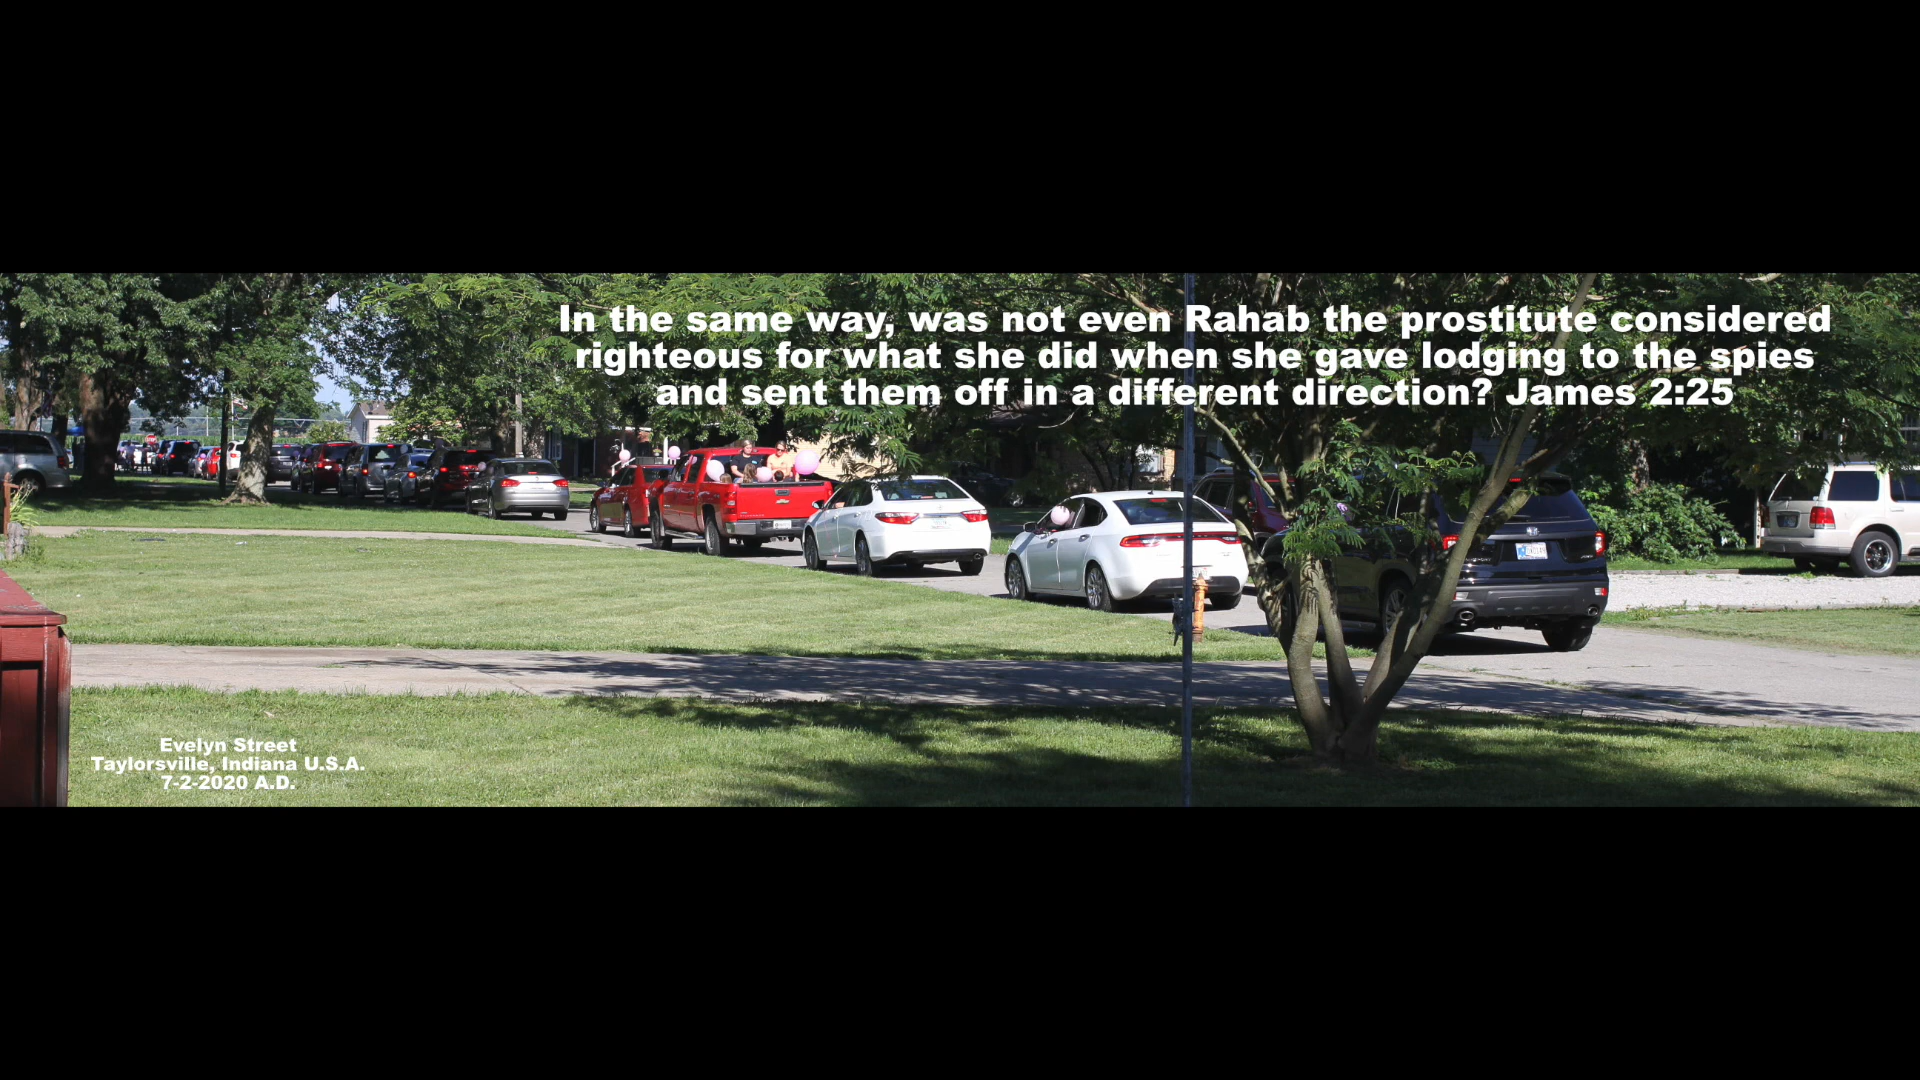 In the same way, was not even Rahab the prostitute considered
righteous for what she did when she gave lodging to the spies
and sent them off in a different direction? James 2:25
Evelyn Street
Taylorsville, Indiana U.S.A.
7-2-2020 A.D.